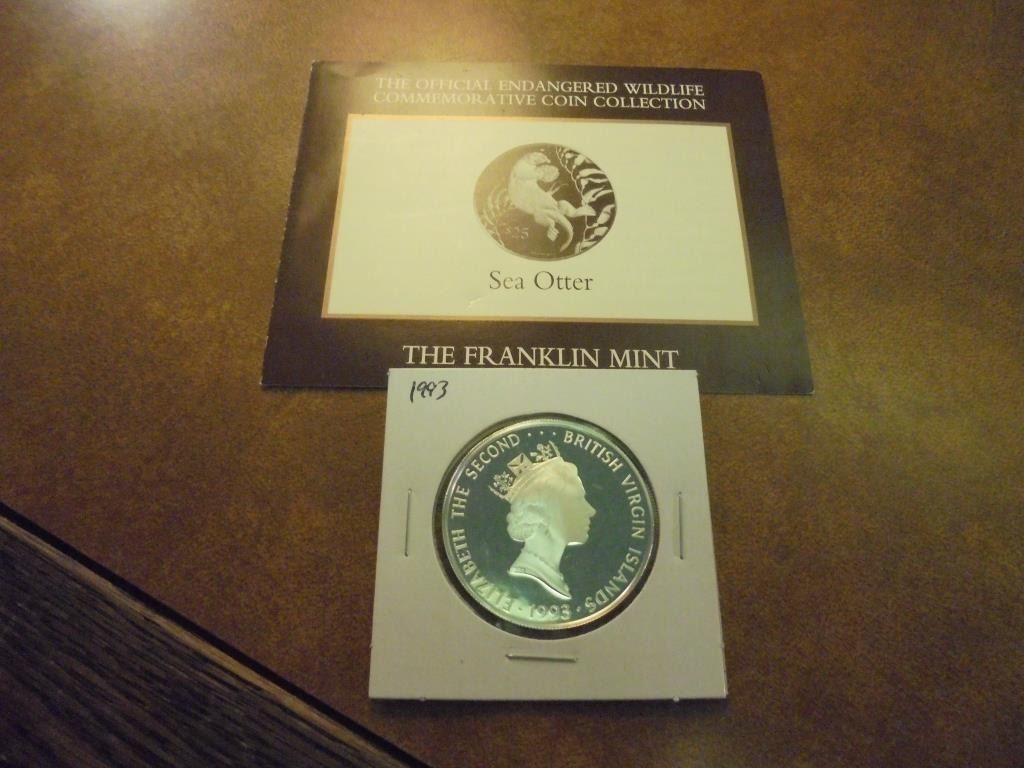 THE OFFICIAL ENDANGERED WILDLIFE
COMMEMORATIVE COIN COLLECTION
$25
Sea Otter
THE FRANKLIN MINT
1993
ELIZABETH THE SECOND ··· BRITISH VIRGIN ISLANDS
· 1993 ·